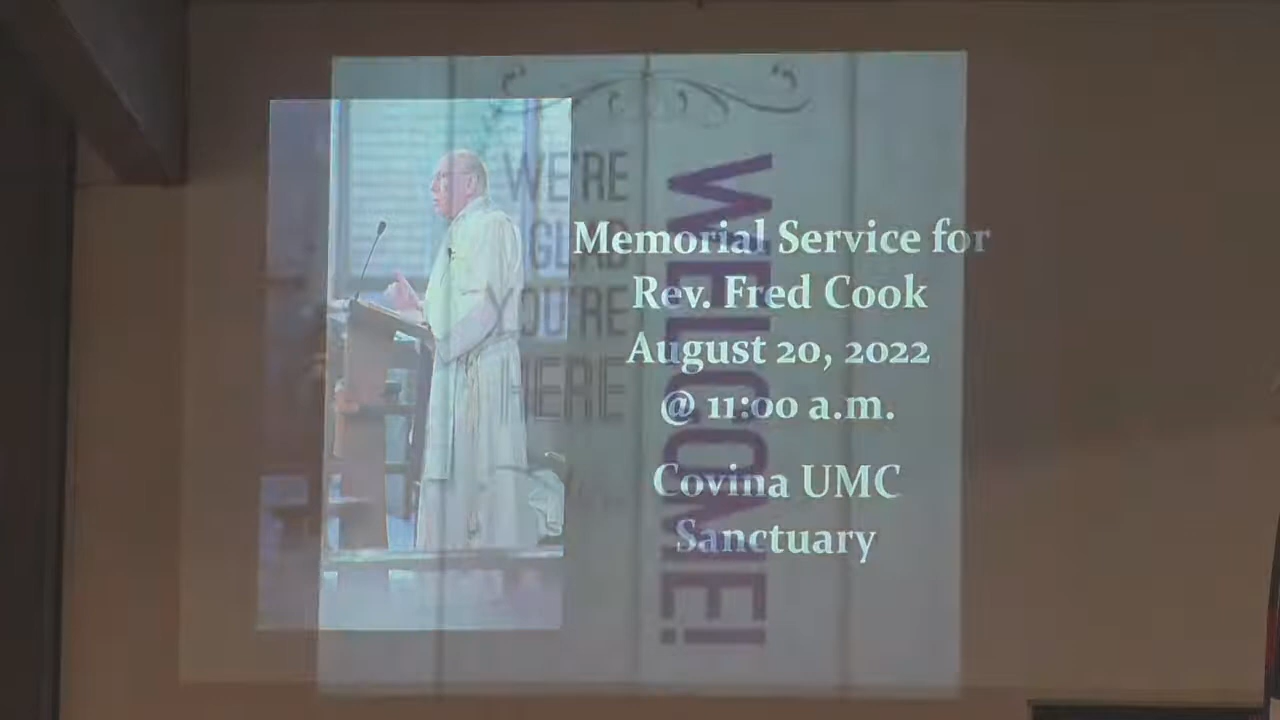 WE'RE
GLAD
YOU'RE
HERE
WELCOME!
Memorial Service for
Rev. Fred Cook
August 20, 2022
@ 11:00 a.m.
Covina UMC
Sanctuary